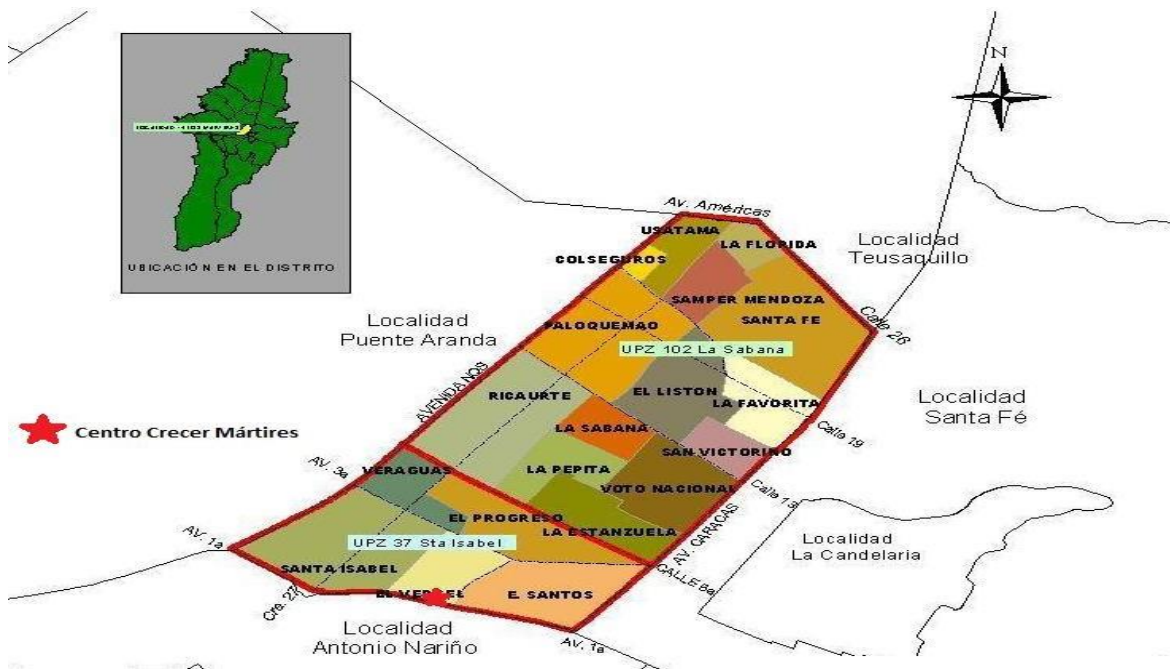 UBICACIÓN EN EL DISTRITO
N
Av. Américas
Localidad
Teusaquillo
USATAMA
LA FLORIDA
COLSEGUROS
SAMPER MENDOZA
SANTA FE
Calle 26
Localidad
Puente Aranda
PALOQUEMAO
UPZ 102 La Sabana
AVENIDA NQS
RICAURTE
EL LISTON
LA FAVORITA
Localidad
Santa Fé
Centro Crecer Mártires
LA SABANA
Calle 19
SAN VICTORINO
AV. 3a
VERAGUAS
LA PEPITA
VOTO NACIONAL
Calle 13
EL PROGRESO
LA ESTANZUELA
AV. CARACAS
AV. 1a
UPZ 37 Sta Isabel
Localidad
La Candelaria
SANTA ISABEL
CALLE 6a
Cra. 27
E. SANTOS
Localidad
Antonio Nariño
AV. 1a